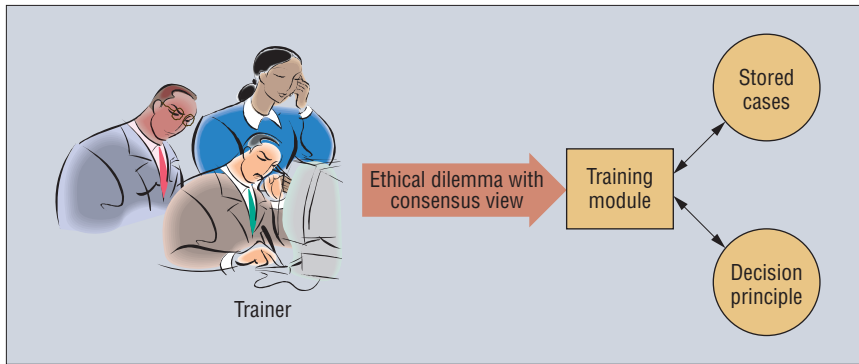 Trainer
Ethical dilemma with
consensus view
Training
module
Stored
cases
Decision
principle